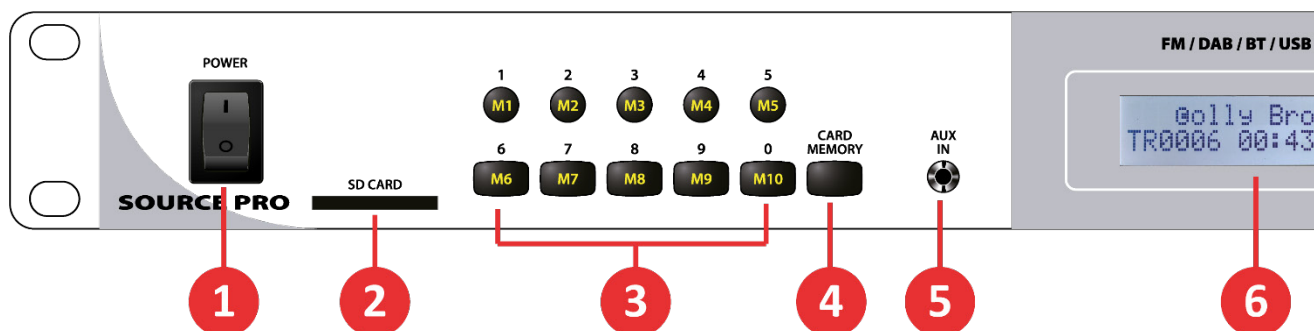 FM / DAB / BT / USB
POWER
1 2 3 4 5
M1 M2 M3 M4 M5
CARD
MEMORY
AUX
IN
6 7 8 9 0
M6 M7 M8 M9 M10
SD CARD
SOURCE PRO
@olly Bro
TR0006 00:43
1 2 3 4 5 6